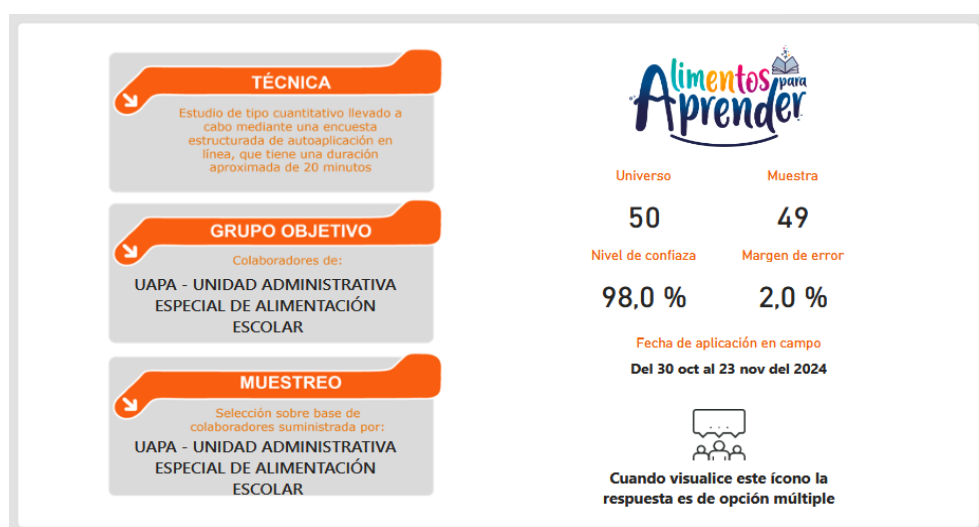 TÉCNICA
Estudio de tipo cuantitativo llevado a
cabo mediante una encuesta
estructurada de autoaplicación en
línea, que tiene una duración
aproximada de 20 minutos
GRUPO OBJETIVO
Colaboradores de:
UAPA - UNIDAD ADMINISTRATIVA
ESPECIAL DE ALIMENTACIÓN
ESCOLAR
MUESTREO
Selección sobre base de
colaboradores suministrada por:
UAPA - UNIDAD ADMINISTRATIVA
ESPECIAL DE ALIMENTACIÓN
ESCOLAR
Alimentos para
Aprender
Universo Muestra
50 49
Nivel de confiaza Margen de error
98,0 % 2,0 %
Fecha de aplicación en campo
Del 30 oct al 23 nov del 2024
...
Cuando visualice este ícono la
respuesta es de opción múltiple